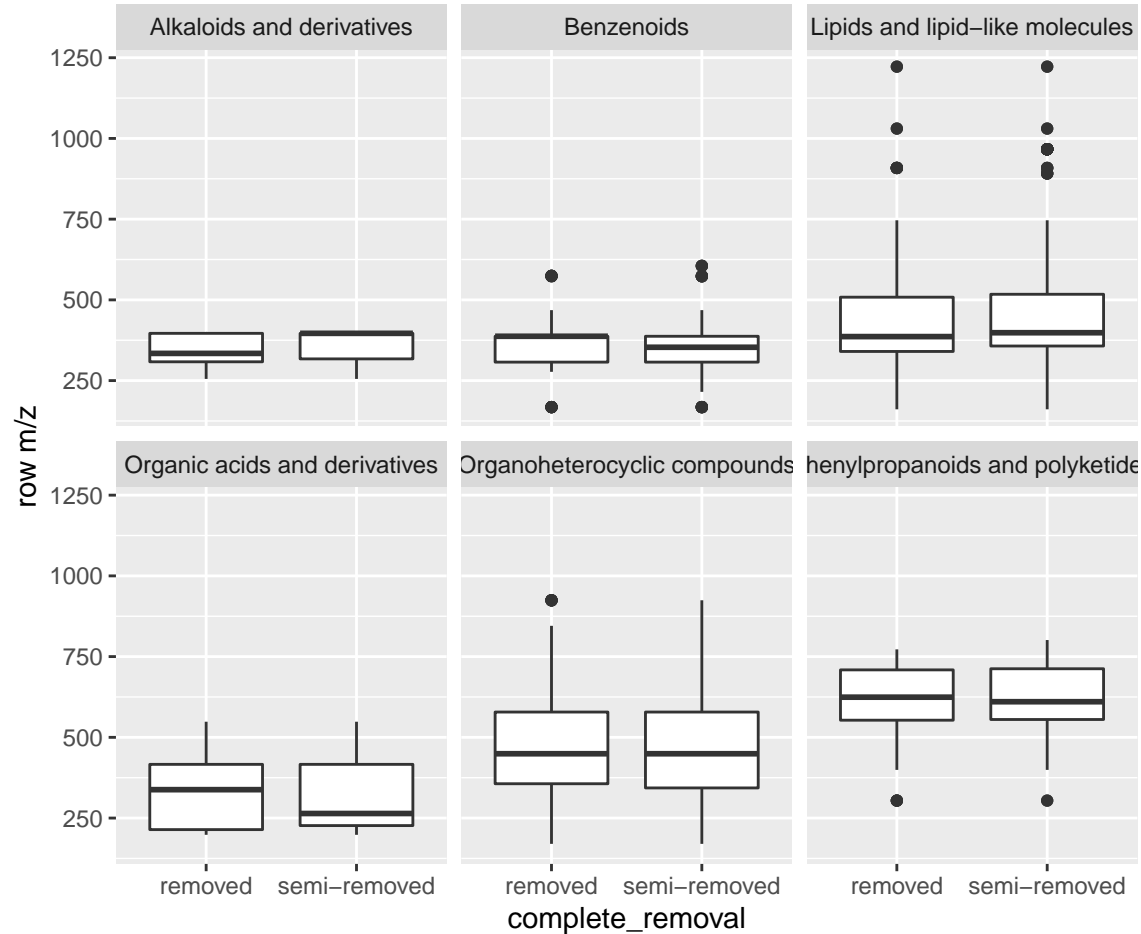 Alkaloids and derivatives
Benzenoids
Lipids and lipid−like molecules
1250
1000
750
500
250
row m/z
Organic acids and derivatives
Organoheterocyclic compounds
henylpropanoids and polyketide
1250
1000
750
500
250
removed
semi−removed
removed
semi−removed
removed
semi−removed
complete_removal